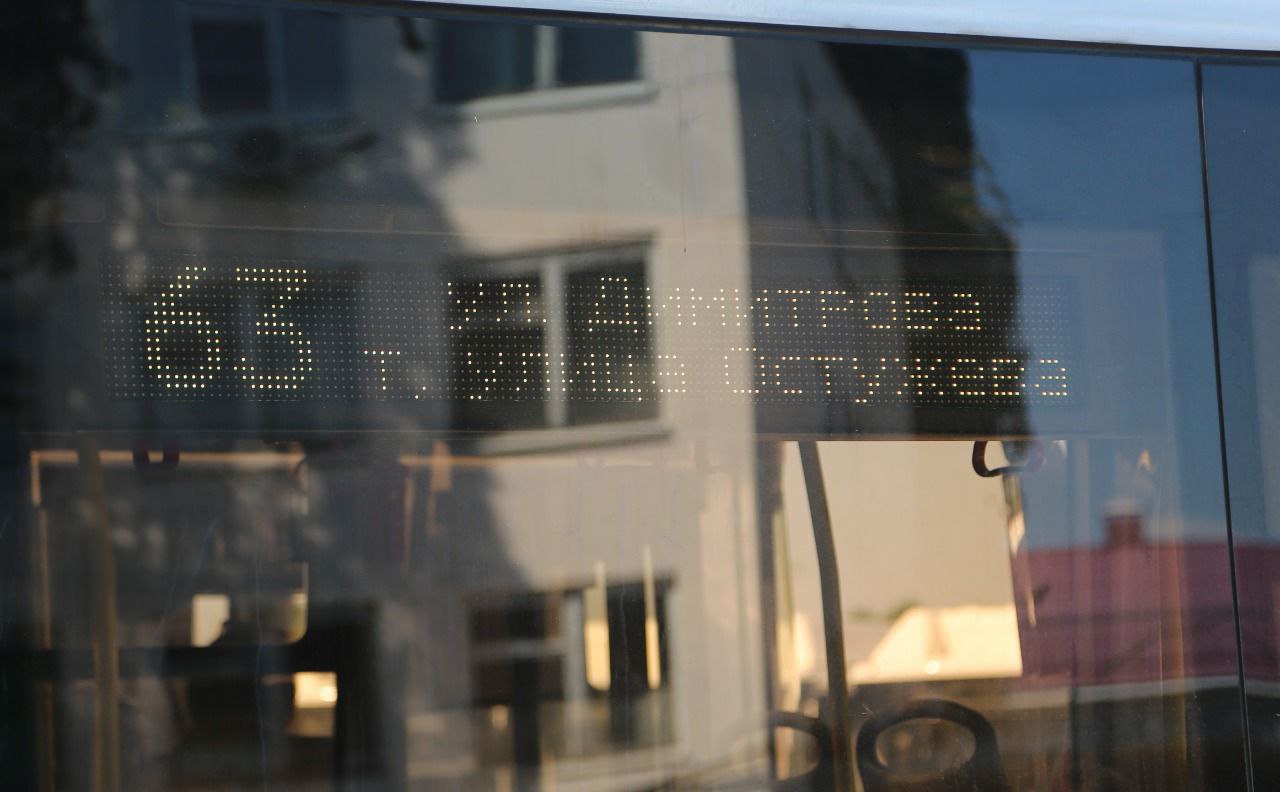 63
ул Димитрова
т. улица Остужева